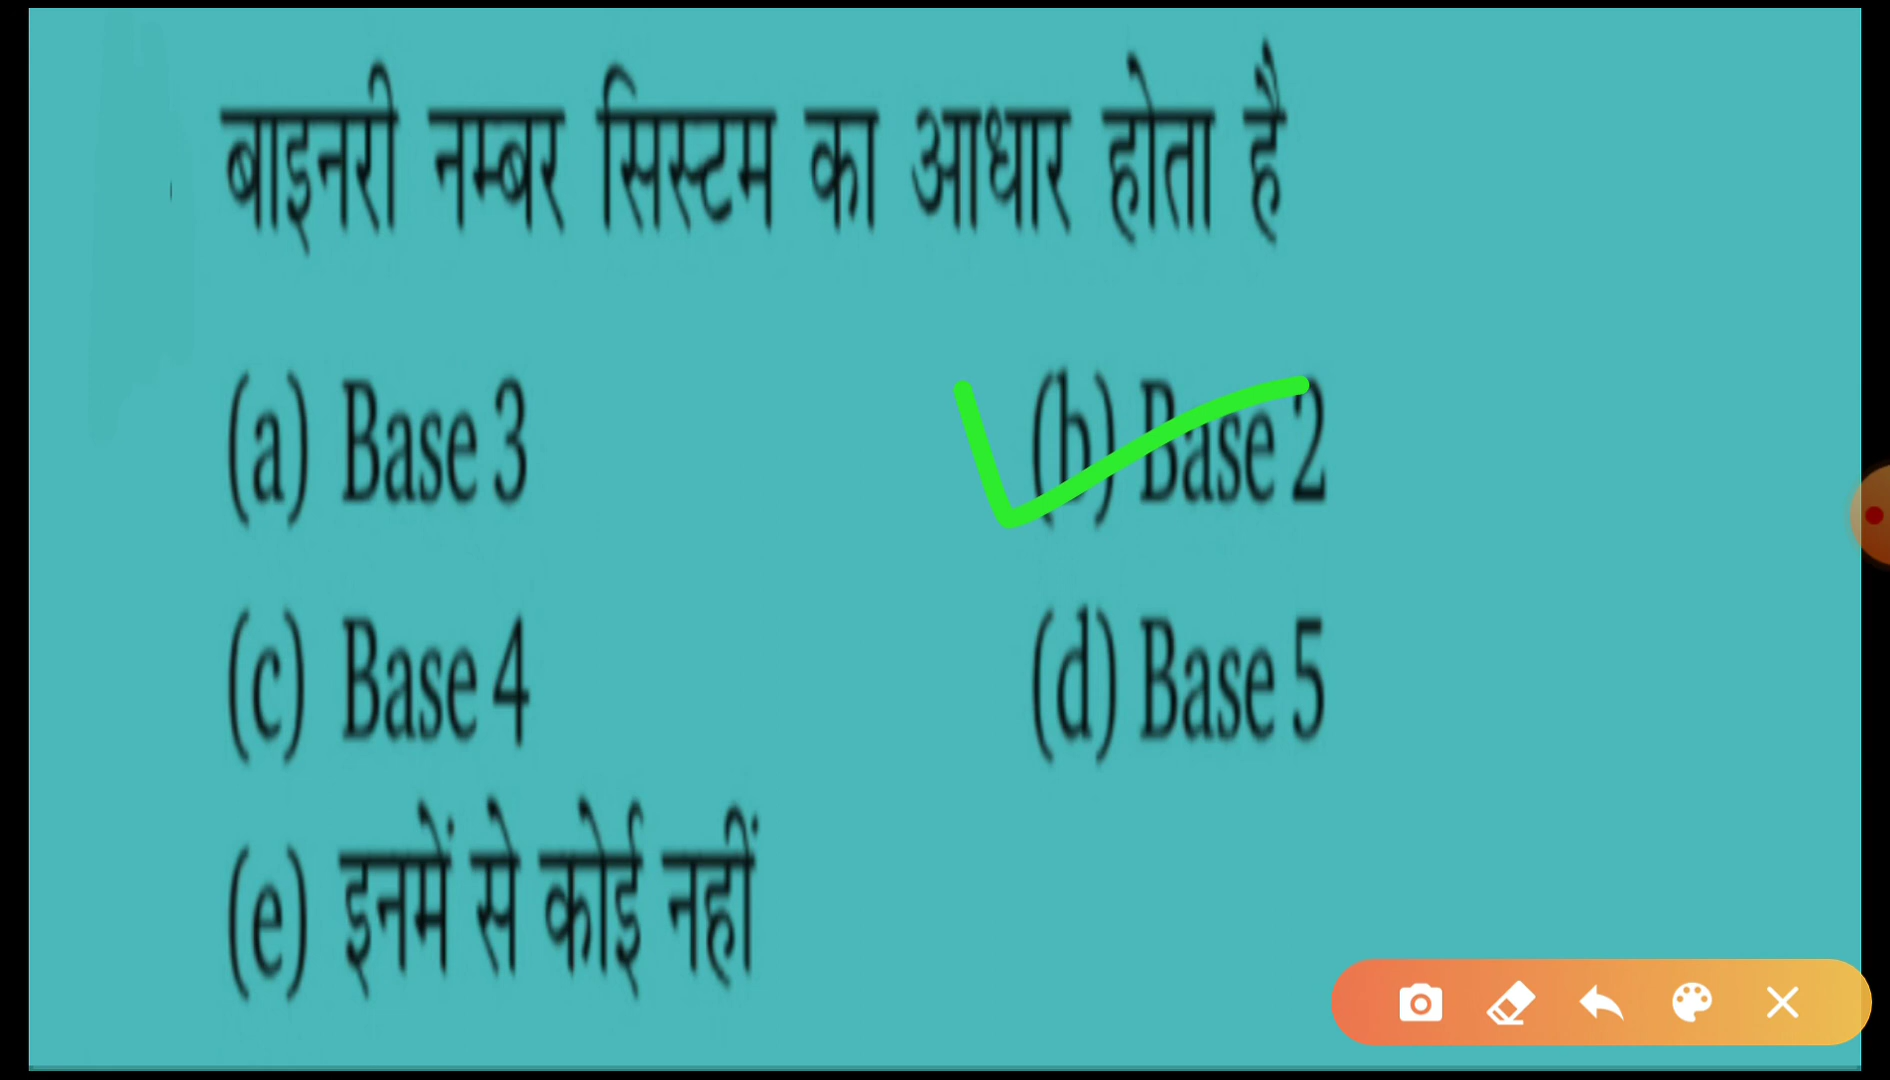 बाइनरी नम्बर सिस्टम का आधार होता है
(a) Base 3 (b) Base 2
(c) Base 4 (d) Base 5
(e) इनमें से कोई नहीं